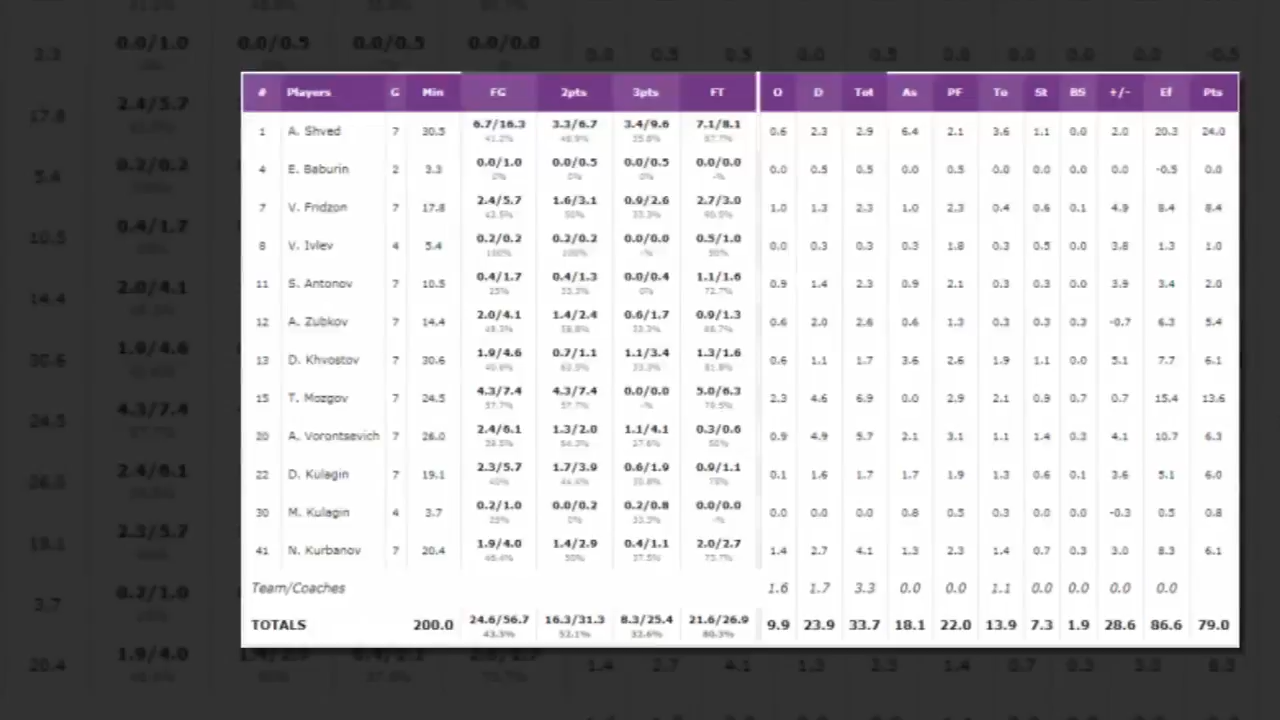 # Players G Min FG 2pts 3pts FT O D Tot As PF To St BS +/- Ef Pts
1 A. Shved 7 30.5 6.7/16.3 3.3/6.7 3.4/9.6 7.1/8.1 0.6 2.3 2.9 6.4 2.1 3.6 1.1 0.0 2.0 20.3 24.0
41.2% 48.9% 35.8% 87.7%
4 E. Baburin 2 3.3 0.0/1.0 0.0/0.5 0.0/0.5 0.0/0.0 0.0 0.5 0.5 0.0 0.5 0.0 0.0 0.0 0.0 -0.5 0.0
0% 0% 0% -%
7 V. Fridzon 7 17.8 2.4/5.7 1.6/3.1 0.9/2.6 2.7/3.0 1.0 1.3 2.3 1.0 2.3 0.4 0.6 0.1 4.9 8.4 8.4
42.5% 50% 33.3% 90.5%
8 V. Ivlev 4 5.4 0.2/0.2 0.2/0.2 0.0/0.0 0.5/1.0 0.0 0.3 0.3 0.3 1.8 0.3 0.5 0.0 3.8 1.3 1.0
100% 100% -% 50%
11 S. Antonov 7 10.5 0.4/1.7 0.4/1.3 0.0/0.4 1.1/1.6 0.9 1.4 2.3 0.9 2.1 0.3 0.3 0.0 3.9 3.4 2.0
25% 33.3% 0% 72.7%
12 A. Zubkov 7 14.4 2.0/4.1 1.4/2.4 0.6/1.7 0.9/1.3 0.6 2.0 2.6 0.6 1.3 0.3 0.3 0.3 -0.7 6.3 5.4
48.3% 58.8% 33.3% 66.7%
13 D. Khvostov 7 30.6 1.9/4.6 0.7/1.1 1.1/3.4 1.3/1.6 0.6 1.1 1.7 3.6 2.6 1.9 1.1 0.0 5.1 7.7 6.1
40.6% 62.5% 33.3% 81.8%
15 T. Mozgov 7 24.5 4.3/7.4 4.3/7.4 0.0/0.0 5.0/6.3 2.3 4.6 6.9 0.0 2.9 2.1 0.9 0.7 0.7 15.4 13.6
57.7% 57.7% -% 79.5%
20 A. Vorontsevich 7 26.0 2.4/6.1 1.3/2.0 1.1/4.1 0.3/0.6 0.9 4.9 5.7 2.1 3.1 1.1 1.4 0.3 4.1 10.7 6.3
39.5% 64.3% 27.6% 50%
22 D. Kulagin 7 19.1 2.3/5.7 1.7/3.9 0.6/1.9 0.9/1.1 0.1 1.6 1.7 1.7 1.9 1.3 0.6 0.1 3.6 5.1 6.0
40% 44.4% 30.8% 78%
30 M. Kulagin 4 3.7 0.2/1.0 0.0/0.2 0.2/0.8 0.0/0.0 0.0 0.0 0.0 0.8 0.5 0.3 0.0 0.0 -0.3 0.5 0.8
25% 0% 33.3% -%
41 N. Kurbanov 7 20.4 1.9/4.0 1.4/2.9 0.4/1.1 2.0/2.7 1.4 2.7 4.1 1.3 2.3 1.4 0.7 0.3 3.0 8.3 6.1
46.4% 50% 37.5% 73.7%
Team/Coaches 1.6 1.7 3.3 0.0 0.0 1.1 0.0 0.0 0.0 0.0
TOTALS 200.0 24.6/56.7 16.3/31.3 8.3/25.4 21.6/26.9 9.9 23.9 33.7 18.1 22.0 13.9 7.3 1.9 28.6 86.6 79.0
43.3% 52.1% 32.6% 80.3%